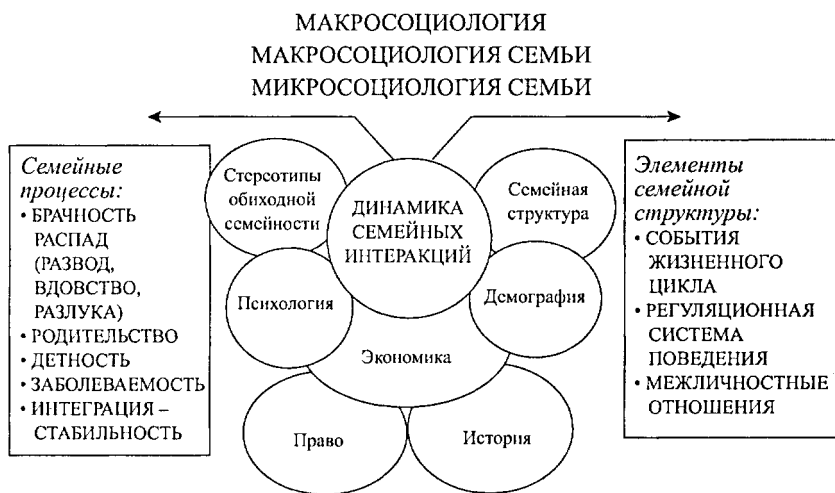 МАКРОСОЦИОЛОГИЯ
МАКРОСОЦИОЛОГИЯ СЕМЬИ
МИКРОСОЦИОЛОГИЯ СЕМЬИ
Семейные
процессы:
• БРАЧНОСТЬ
РАСПАД
(РАЗВОД,
ВДОВСТВО,
РАЗЛУКА)
• РОДИТЕЛЬСТВО
• ДЕТНОСТЬ
• ЗАБОЛЕВАЕМОСТЬ
• ИНТЕГРАЦИЯ –
СТАБИЛЬНОСТЬ
Стереотипы
обиходной
семейности
ДИНАМИКА
СЕМЕЙНЫХ
ИНТЕРАКЦИЙ
Семейная
структура
Психология
Демография
Экономика
Право
История
Элементы
семейной
структуры:
• СОБЫТИЯ
ЖИЗНЕННОГО
ЦИКЛА
• РЕГУЛЯЦИОННАЯ
СИСТЕМА
ПОВЕДЕНИЯ
• МЕЖЛИЧНОСТНЫЕ
ОТНОШЕНИЯ